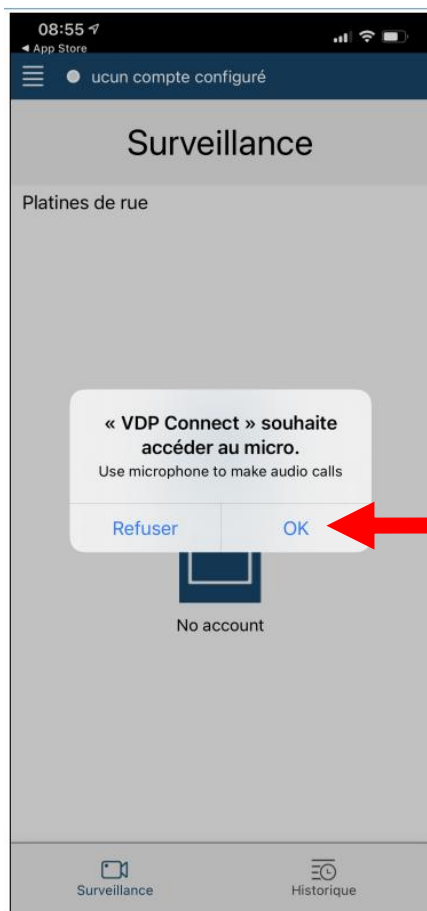 08:55
◀ App Store
ucun compte configuré
Surveillance
Platines de rue
« VDP Connect » souhaite
accéder au micro.
Use microphone to make audio calls
Refuser OK
No account
Surveillance Historique